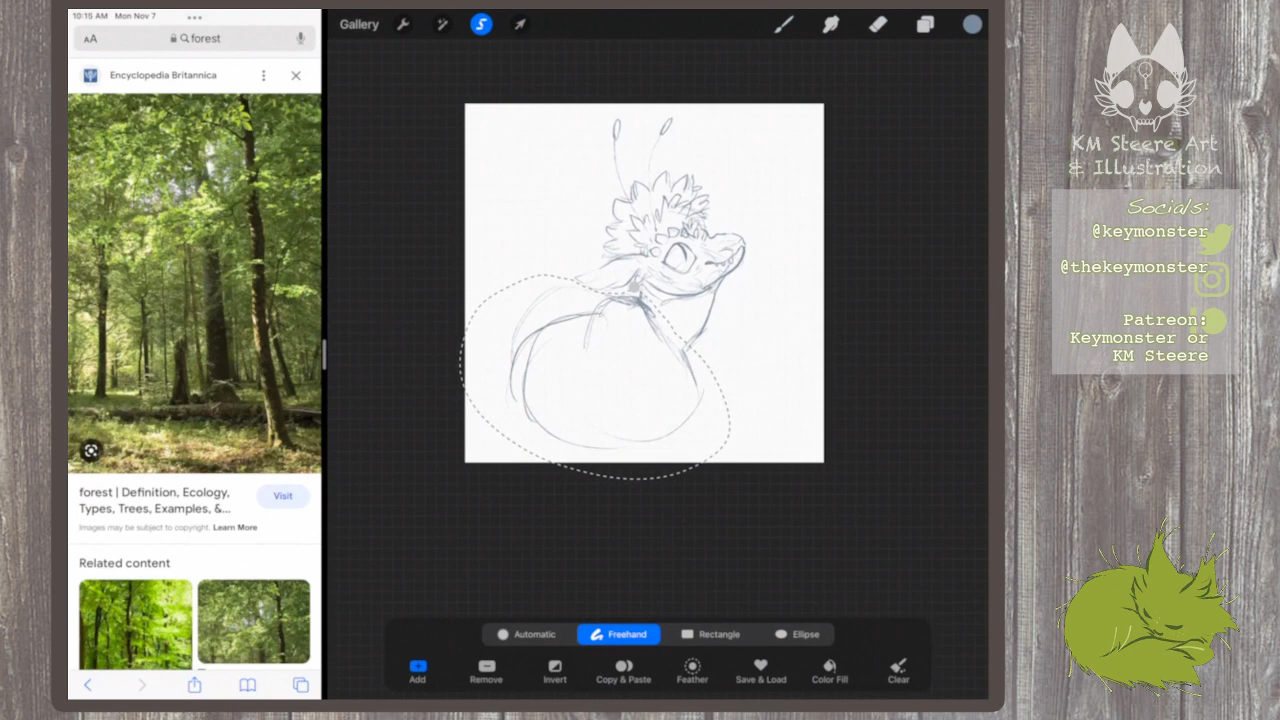 10:15 AM Mon Nov 7
AA
forest
Encyclopedia Britannica
forest | Definition, Ecology,
Types, Trees, Examples, &...
Visit
Images may be subject to copyright. Learn More
Related content
Gallery
Automatic
Freehand
Rectangle
Ellipse
Add
Remove
Invert
Copy & Paste
Feather
Save & Load
Color Fill
Clear
KM Steere Art
& Illustration
Socials:
@keymonster
@thekeymonster
Patreon:
Keymonster or
KM Steere